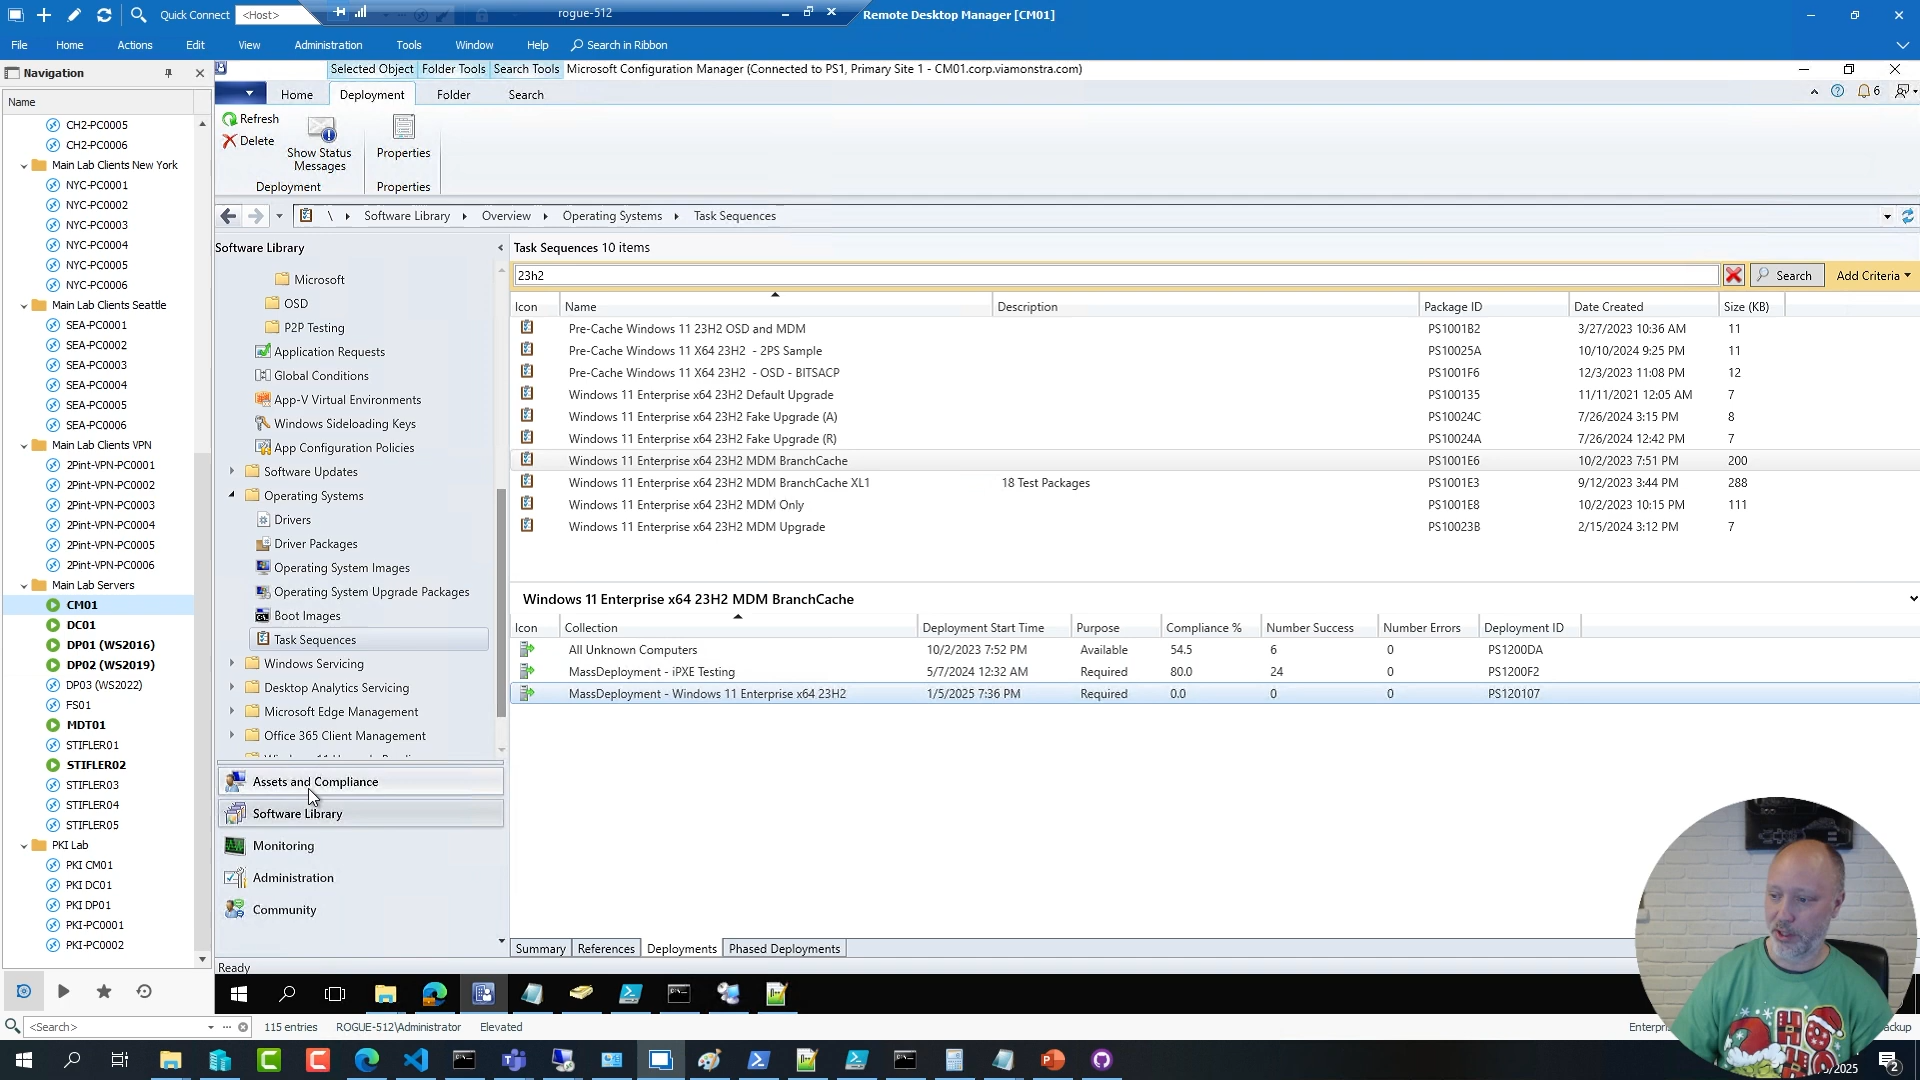 Quick Connect <Host> rogue-512 Remote Desktop Manager [CM01]
File Home Actions Edit View Administration Tools Window Help Search in Ribbon
Navigation
Name
CH2-PC0005
CH2-PC0006
Main Lab Clients New York
NYC-PC0001
NYC-PC0002
NYC-PC0003
NYC-PC0004
NYC-PC0005
NYC-PC0006
Main Lab Clients Seattle
SEA-PC0001
SEA-PC0002
SEA-PC0003
SEA-PC0004
SEA-PC0005
SEA-PC0006
Main Lab Clients VPN
2Pint-VPN-PC0001
2Pint-VPN-PC0002
2Pint-VPN-PC0003
2Pint-VPN-PC0004
2Pint-VPN-PC0005
2Pint-VPN-PC0006
Main Lab Servers
CM01
DC01
DP01 (WS2016)
DP02 (WS2019)
DP03 (WS2022)
FS01
MDT01
STIFLER01
STIFLER02
STIFLER03
STIFLER04
STIFLER05
PKI Lab
PKI CM01
PKI DC01
PKI DP01
PKI-PC0001
PKI-PC0002
Selected Object Folder Tools Search Tools Microsoft Configuration Manager (Connected to PS1, Primary Site 1 - CM01.corp.viamonstra.com)
Home Deployment Folder Search 6
Refresh
Delete
Show Status Messages
Properties
Deployment Properties
\ Software Library Overview Operating Systems Task Sequences
Software Library
Microsoft
OSD
P2P Testing
Application Requests
Global Conditions
App-V Virtual Environments
Windows Sideloading Keys
App Configuration Policies
Software Updates
Operating Systems
Drivers
Driver Packages
Operating System Images
Operating System Upgrade Packages
Boot Images
Task Sequences
Windows Servicing
Desktop Analytics Servicing
Microsoft Edge Management
Office 365 Client Management
Assets and Compliance
Software Library
Monitoring
Administration
Community
Task Sequences 10 items
23h2 Search Add Criteria
Icon Name Description Package ID Date Created Size (KB)
Pre-Cache Windows 11 23H2 OSD and MDM PS1001B2 3/27/2023 10:36 AM 11
Pre-Cache Windows 11 X64 23H2 - 2PS Sample PS10025A 10/10/2024 9:25 PM 11
Pre-Cache Windows 11 X64 23H2 - OSD - BITSACP PS1001F6 12/3/2023 11:08 PM 12
Windows 11 Enterprise x64 23H2 Default Upgrade PS100135 11/11/2021 12:05 AM 7
Windows 11 Enterprise x64 23H2 Fake Upgrade (A) PS10024C 7/26/2024 3:15 PM 8
Windows 11 Enterprise x64 23H2 Fake Upgrade (R) PS10024A 7/26/2024 12:42 PM 7
Windows 11 Enterprise x64 23H2 MDM BranchCache PS1001E6 10/2/2023 7:51 PM 200
Windows 11 Enterprise x64 23H2 MDM BranchCache XL1 18 Test Packages PS1001E3 9/12/2023 3:44 PM 288
Windows 11 Enterprise x64 23H2 MDM Only PS1001E8 10/2/2023 10:15 PM 111
Windows 11 Enterprise x64 23H2 MDM Upgrade PS10023B 2/15/2024 3:12 PM 7
Windows 11 Enterprise x64 23H2 MDM BranchCache
Icon Collection Deployment Start Time Purpose Compliance % Number Success Number Errors Deployment ID
All Unknown Computers 10/2/2023 7:52 PM Available 54.5 6 0 PS1200DA
MassDeployment - iPXE Testing 5/7/2024 12:32 AM Required 80.0 24 0 PS1200F2
MassDeployment - Windows 11 Enterprise x64 23H2 1/5/2025 7:36 PM Required 0.0 0 0 PS120107
Summary References Deployments Phased Deployments
Ready
<Search> 115 entries ROGUE-512\Administrator Elevated
2